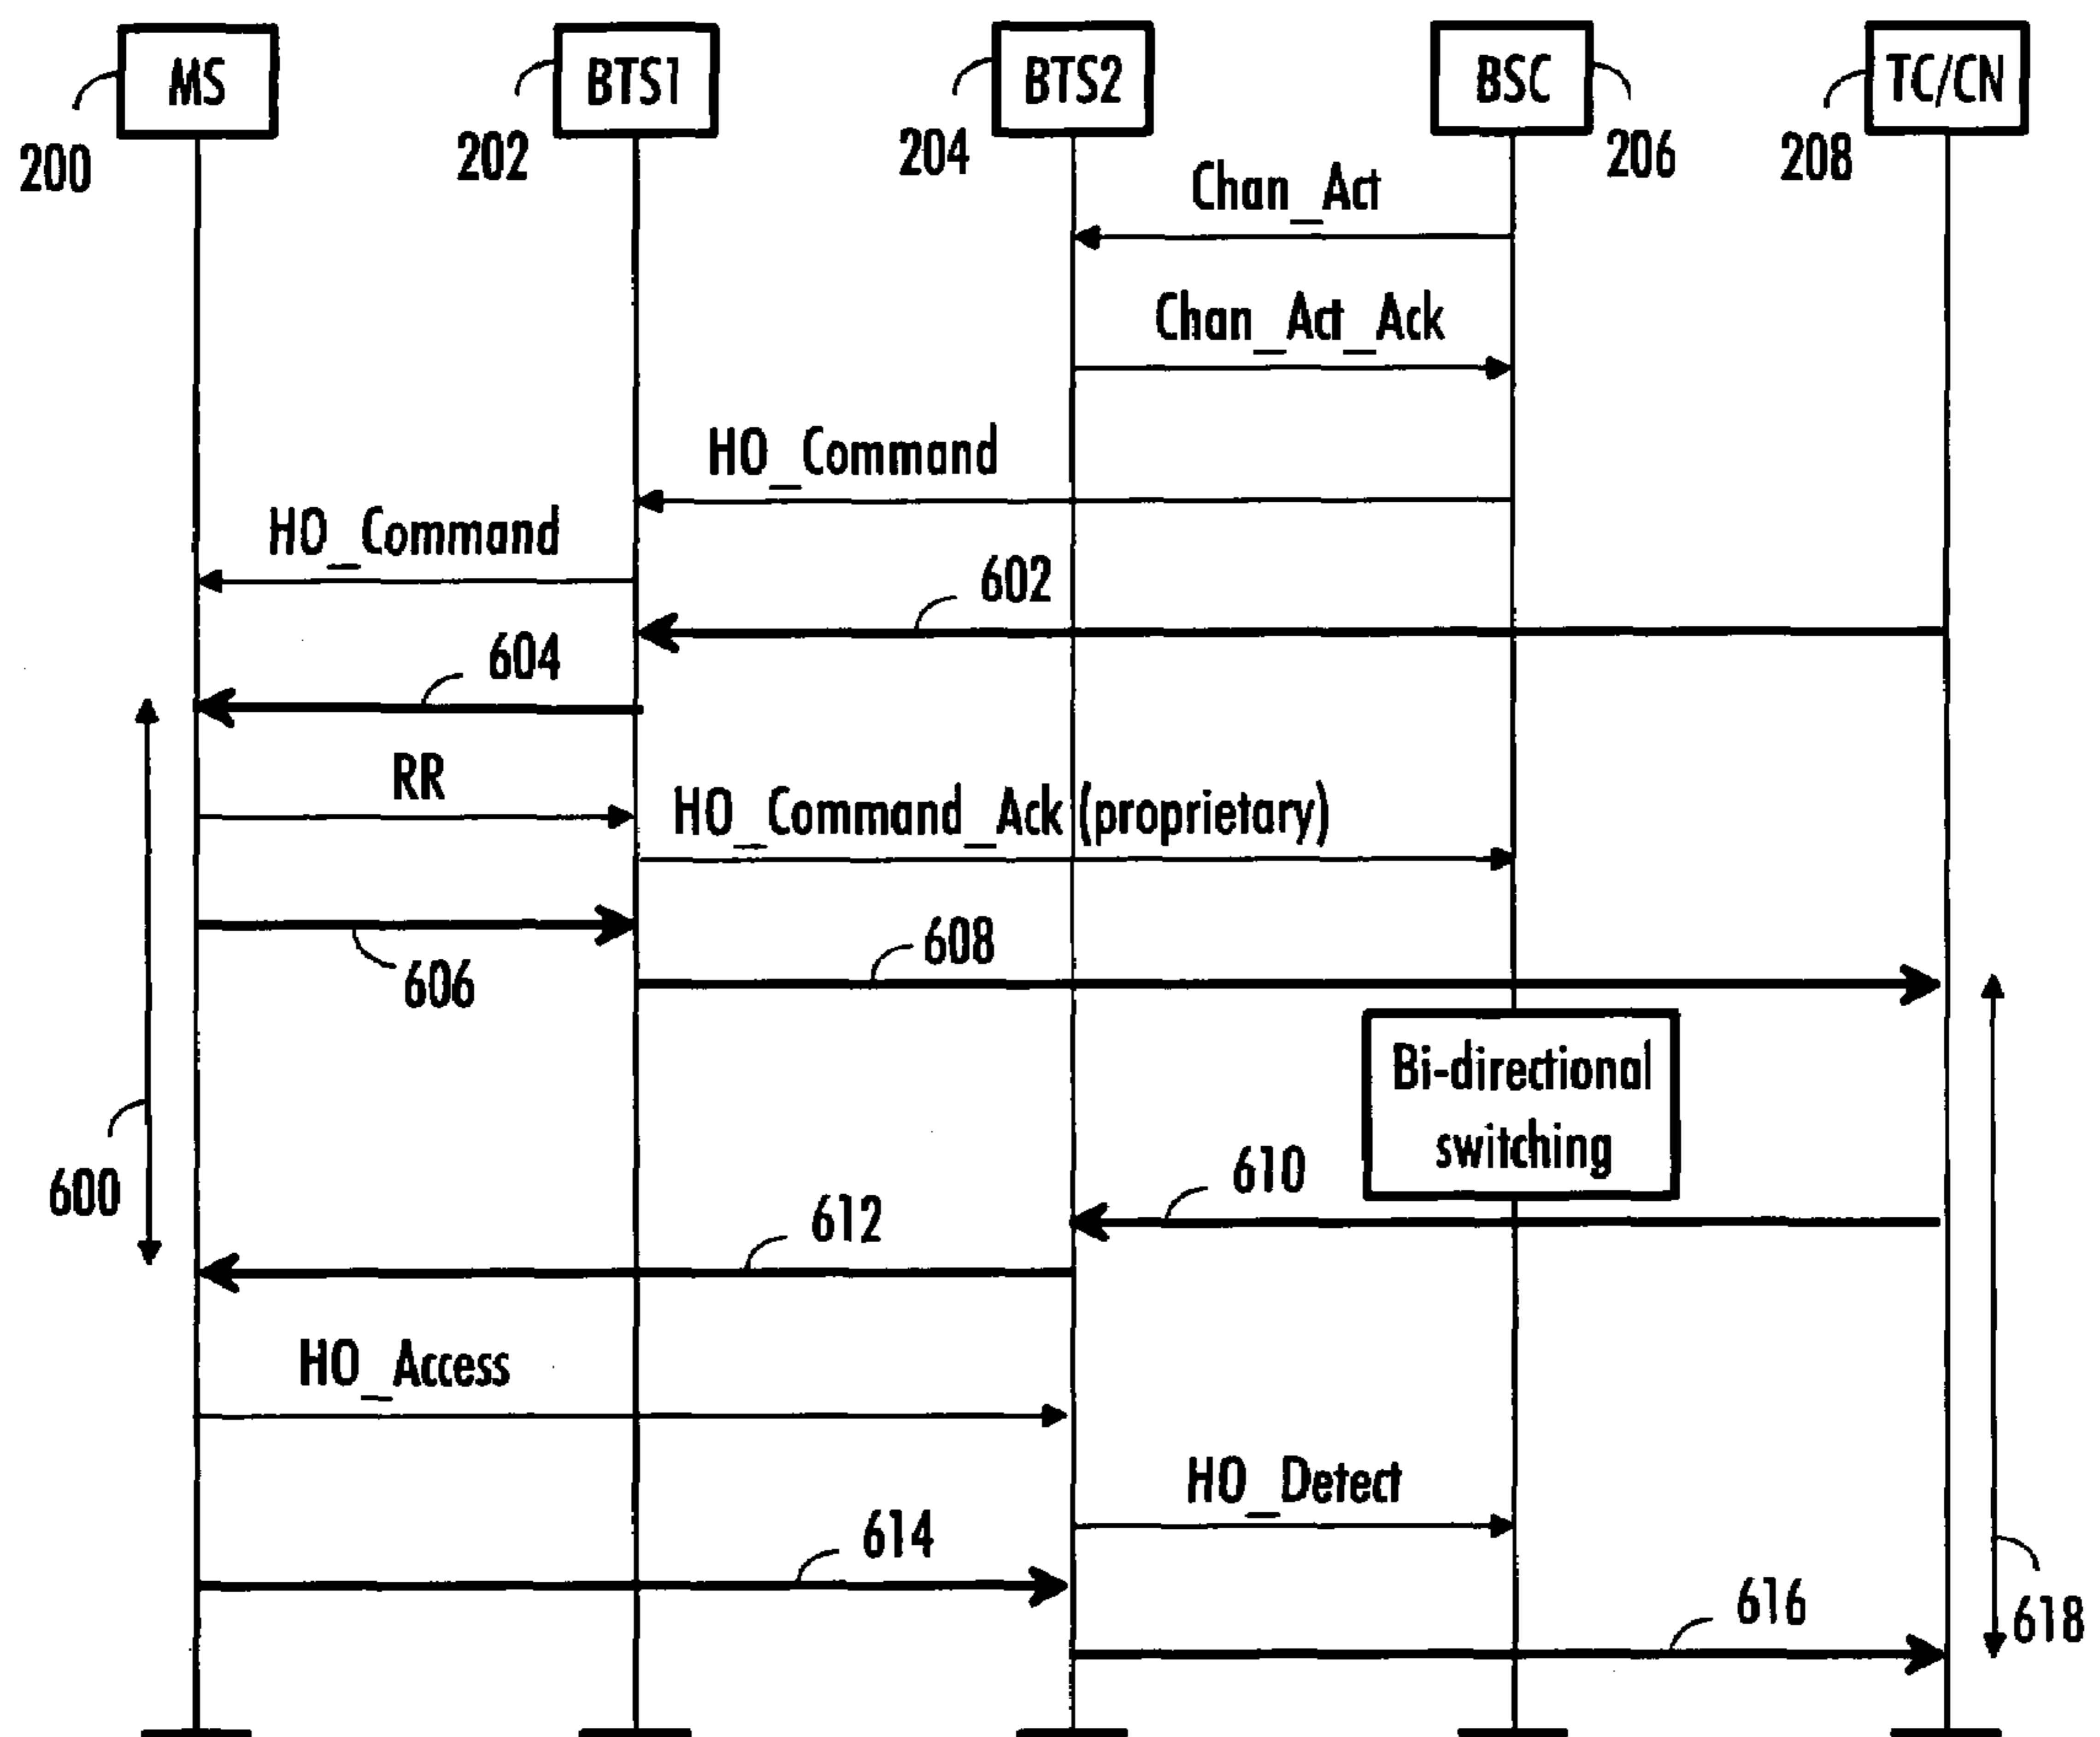 MS
BTS1
BTS2
BSC
TC/CN
200
202
204
206
208
Chan_Act
Chan_Act_Ack
HO_Command
HO_Command
602
604
RR
HO_Command_Ack (proprietary)
606
608
Bi-directional
switching
600
610
612
HO_Access
HO_Detect
614
616
618